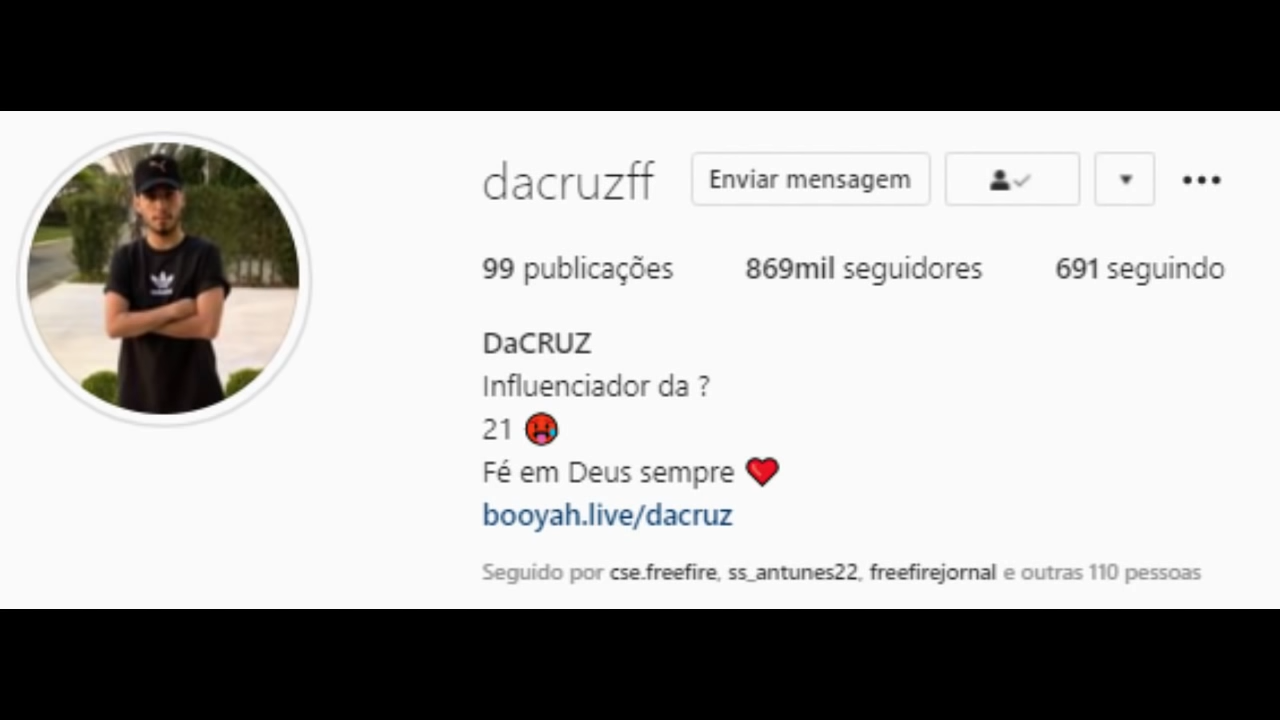 dacruzff Enviar mensagem
99 publicações 869mil seguidores 691 seguindo
DaCRUZ
Influenciador da ?
21 🥵
Fé em Deus sempre ❤️
booyah.live/dacruz
Seguido por cse.freefire, ss_antunes22, freefirejornal e outras 110 pessoas